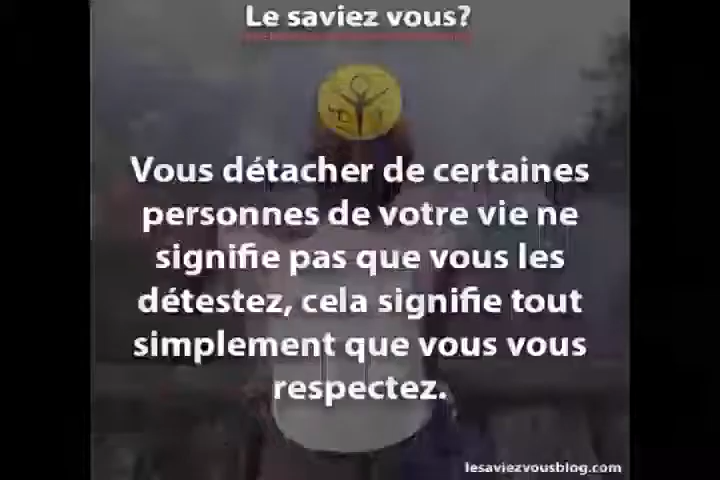 Le saviez vous?
Vous détacher de certaines
personnes de votre vie ne
signifie pas que vous les
détestez, cela signifie tout
simplement que vous vous
respectez.
lesaviezvousblog.com